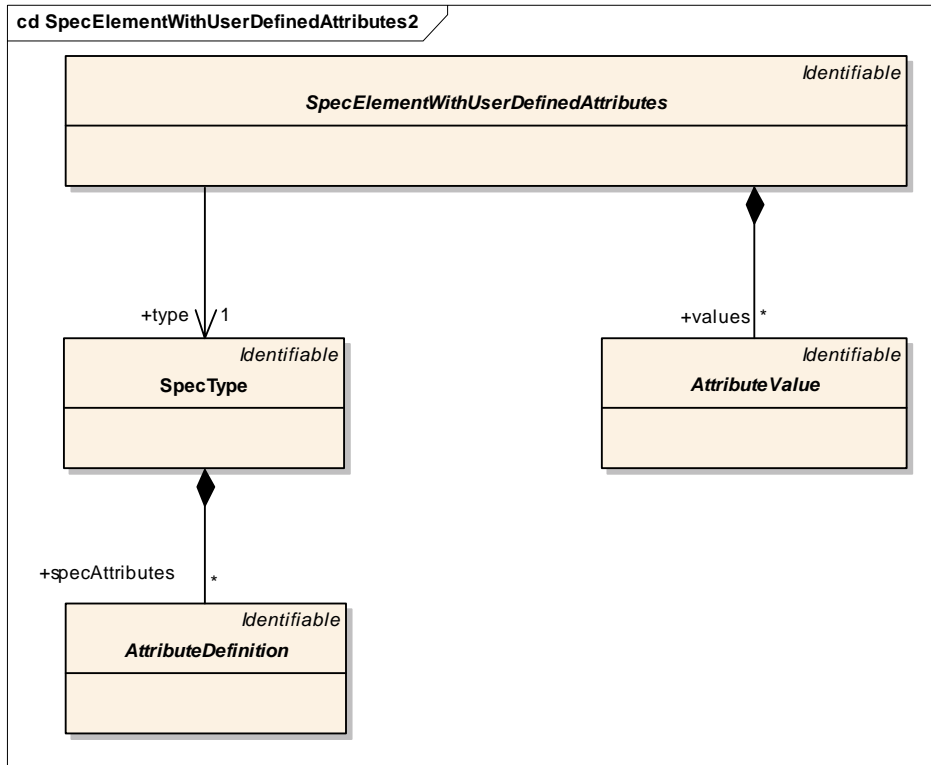 cd SpecElementWithUserDefinedAttributes2
Identifiable
SpecElementWithUserDefinedAttributes
+type 1
+values *
Identifiable
SpecType
Identifiable
AttributeValue
+specAttributes *
Identifiable
AttributeDefinition